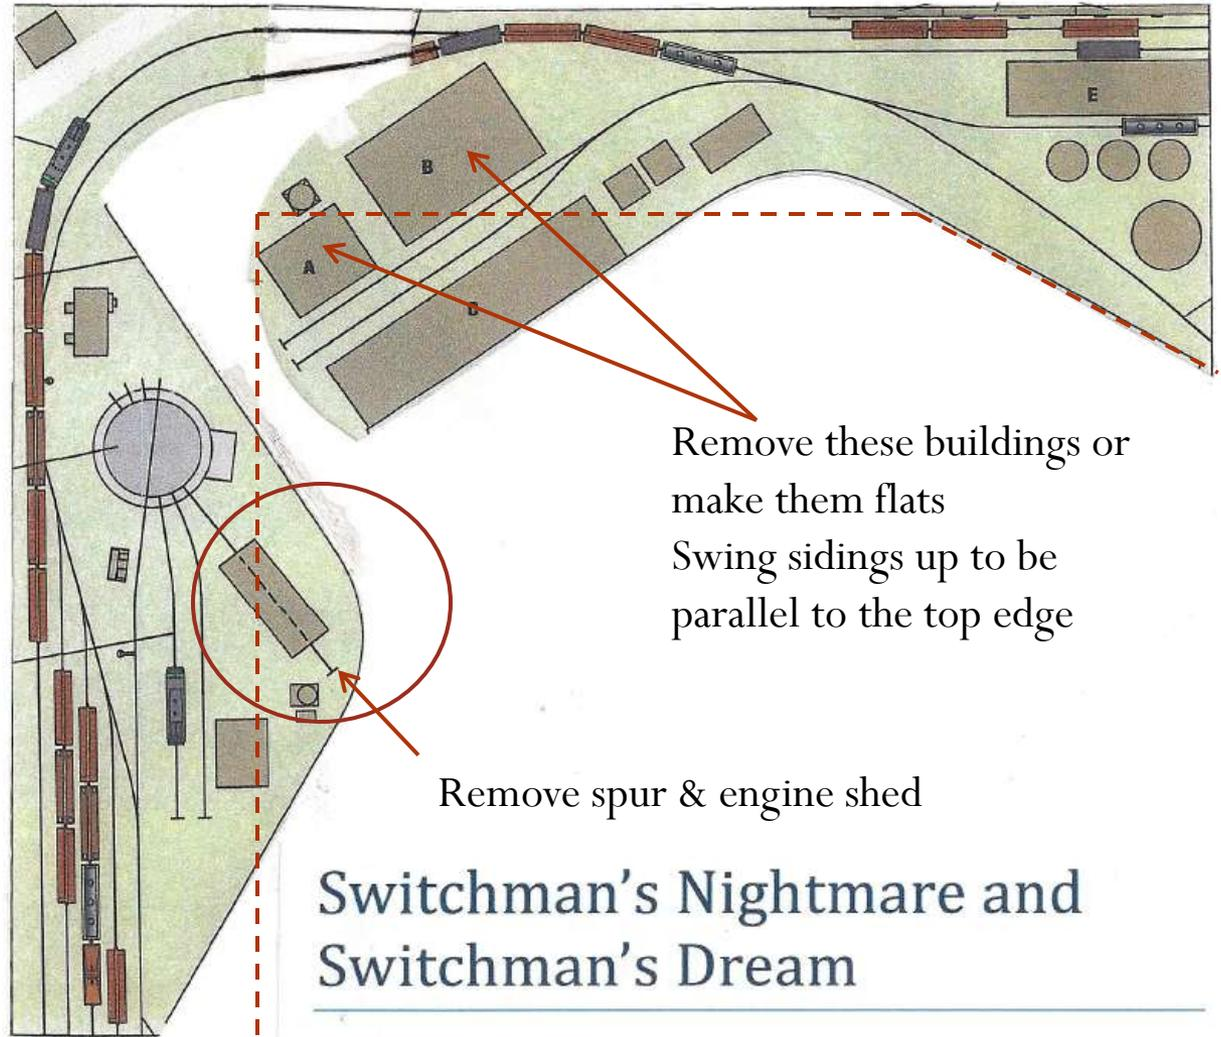 E
B
A
Remove these buildings or
make them flats
Swing sidings up to be
parallel to the top edge
Remove spur & engine shed
Switchman's Nightmare and
Switchman's Dream